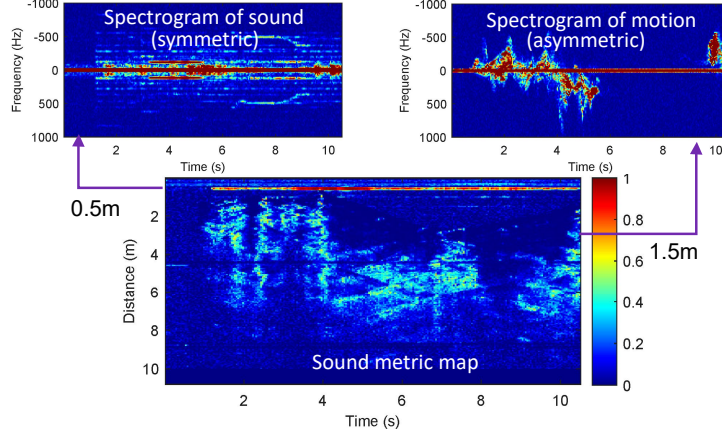 -1000
-500
0
500
1000
Frequency (Hz)
Spectrogram of sound
(symmetric)
2 4 6 8 10
Time (s)
-1000
-500
0
500
1000
Frequency (Hz)
Spectrogram of motion
(asymmetric)
2 4 6 8 10
Time (s)
0.5m
1.5m
2
4
6
8
10
Distance (m)
Sound metric map
2 4 6 8 10
Time (s)
1
0.8
0.6
0.4
0.2
0